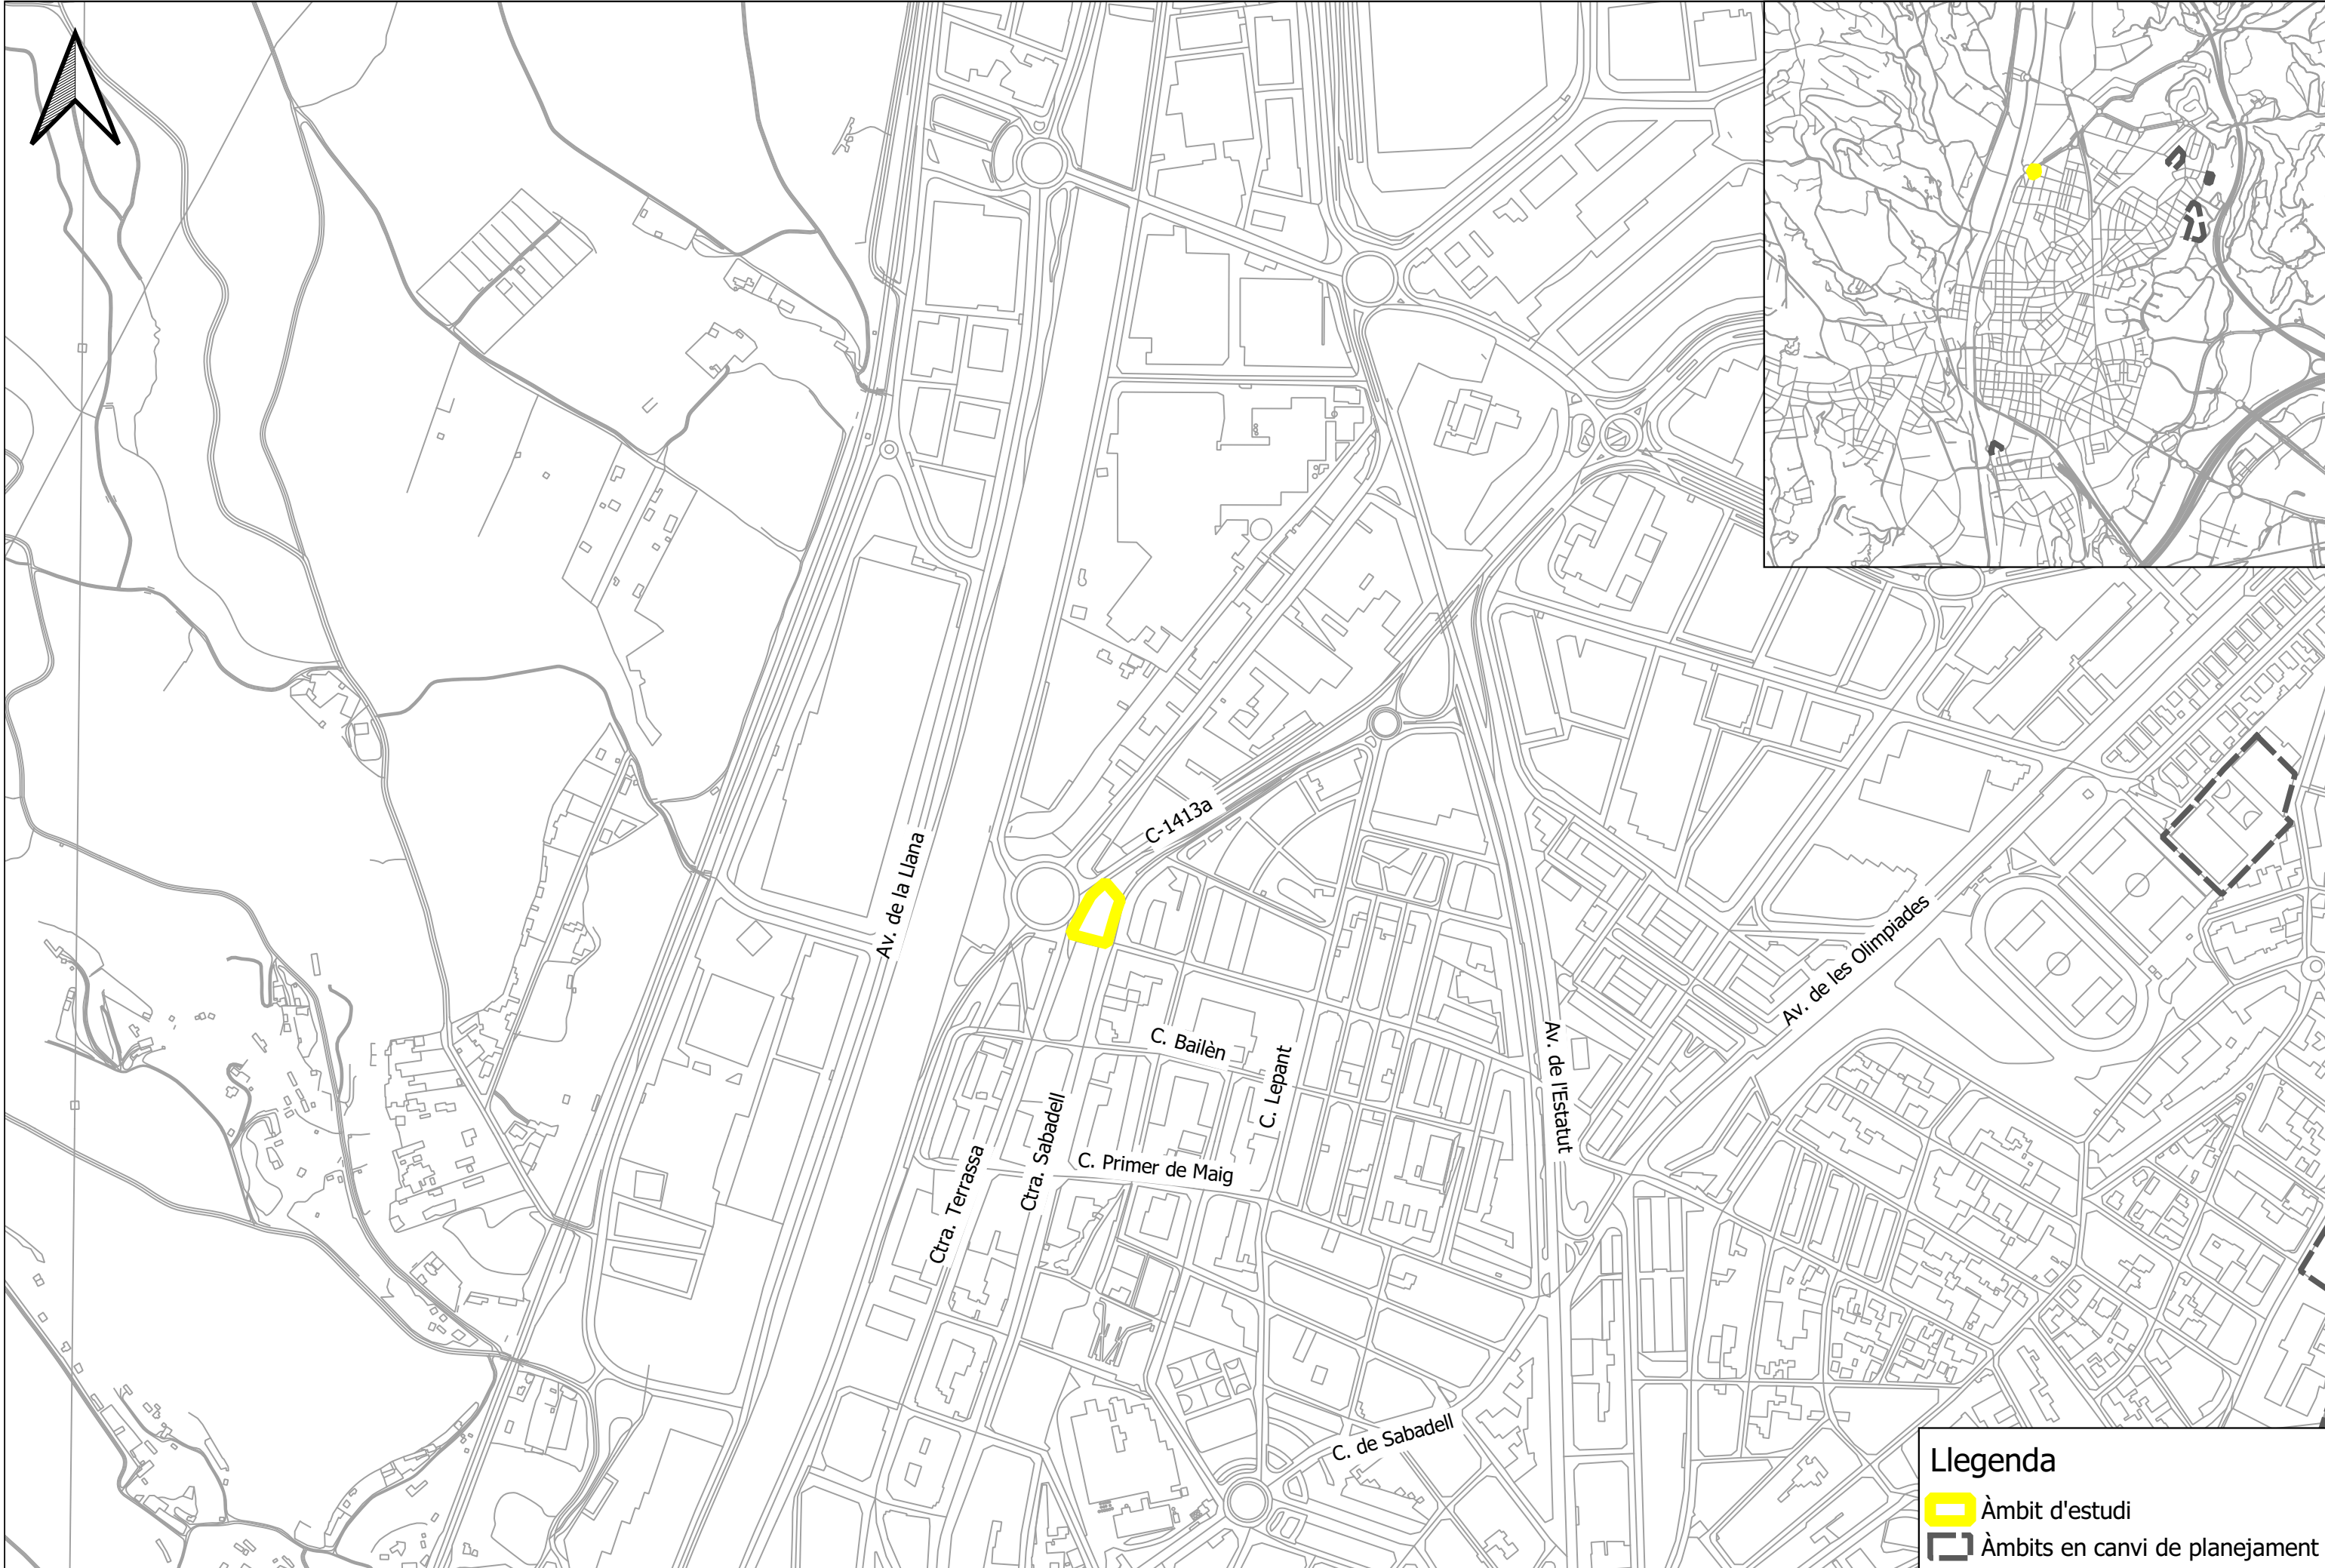 C-1413a
Av. de la Llana
Av. de les Olimpiades
C. Bailèn
C. Lepant
Av. de l'Estatut
Ctra. Sabadell
Ctra. Terrassa
C. Primer de Maig
C. de Sabadell
Llegenda
Àmbit d'estudi
Àmbits en canvi de planejament